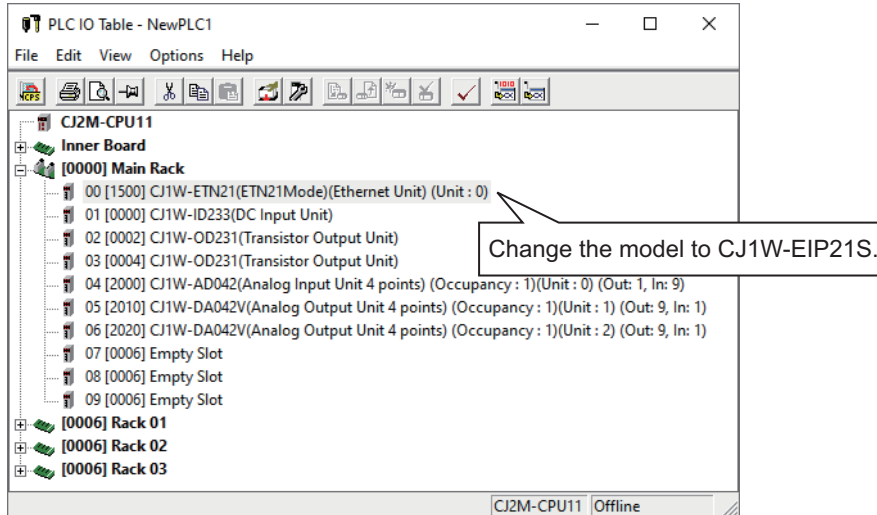 PLC IO Table - NewPLC1
File Edit View Options Help
CJ2M-CPU11
Inner Board
[0000] Main Rack
00 [1500] CJ1W-ETN21(ETN21Mode)(Ethernet Unit) (Unit : 0)
01 [0000] CJ1W-ID233(DC Input Unit)
02 [0002] CJ1W-OD231(Transistor Output Unit)
Change the model to CJ1W-EIP21S.
03 [0004] CJ1W-OD231(Transistor Output Unit)
04 [2000] CJ1W-AD042(Analog Input Unit 4 points) (Occupancy : 1)(Unit : 0) (Out: 1, In: 9)
05 [2010] CJ1W-DA042V(Analog Output Unit 4 points) (Occupancy : 1)(Unit : 1) (Out: 9, In: 1)
06 [2020] CJ1W-DA042V(Analog Output Unit 4 points) (Occupancy : 1)(Unit : 2) (Out: 9, In: 1)
07 [0006] Empty Slot
08 [0006] Empty Slot
09 [0006] Empty Slot
[0006] Rack 01
[0006] Rack 02
[0006] Rack 03
CJ2M-CPU11 Offline